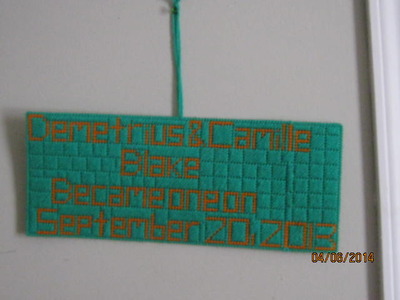 Demetrius & Camille
Blake
Became one on
September 20, 2013
04/06/2014